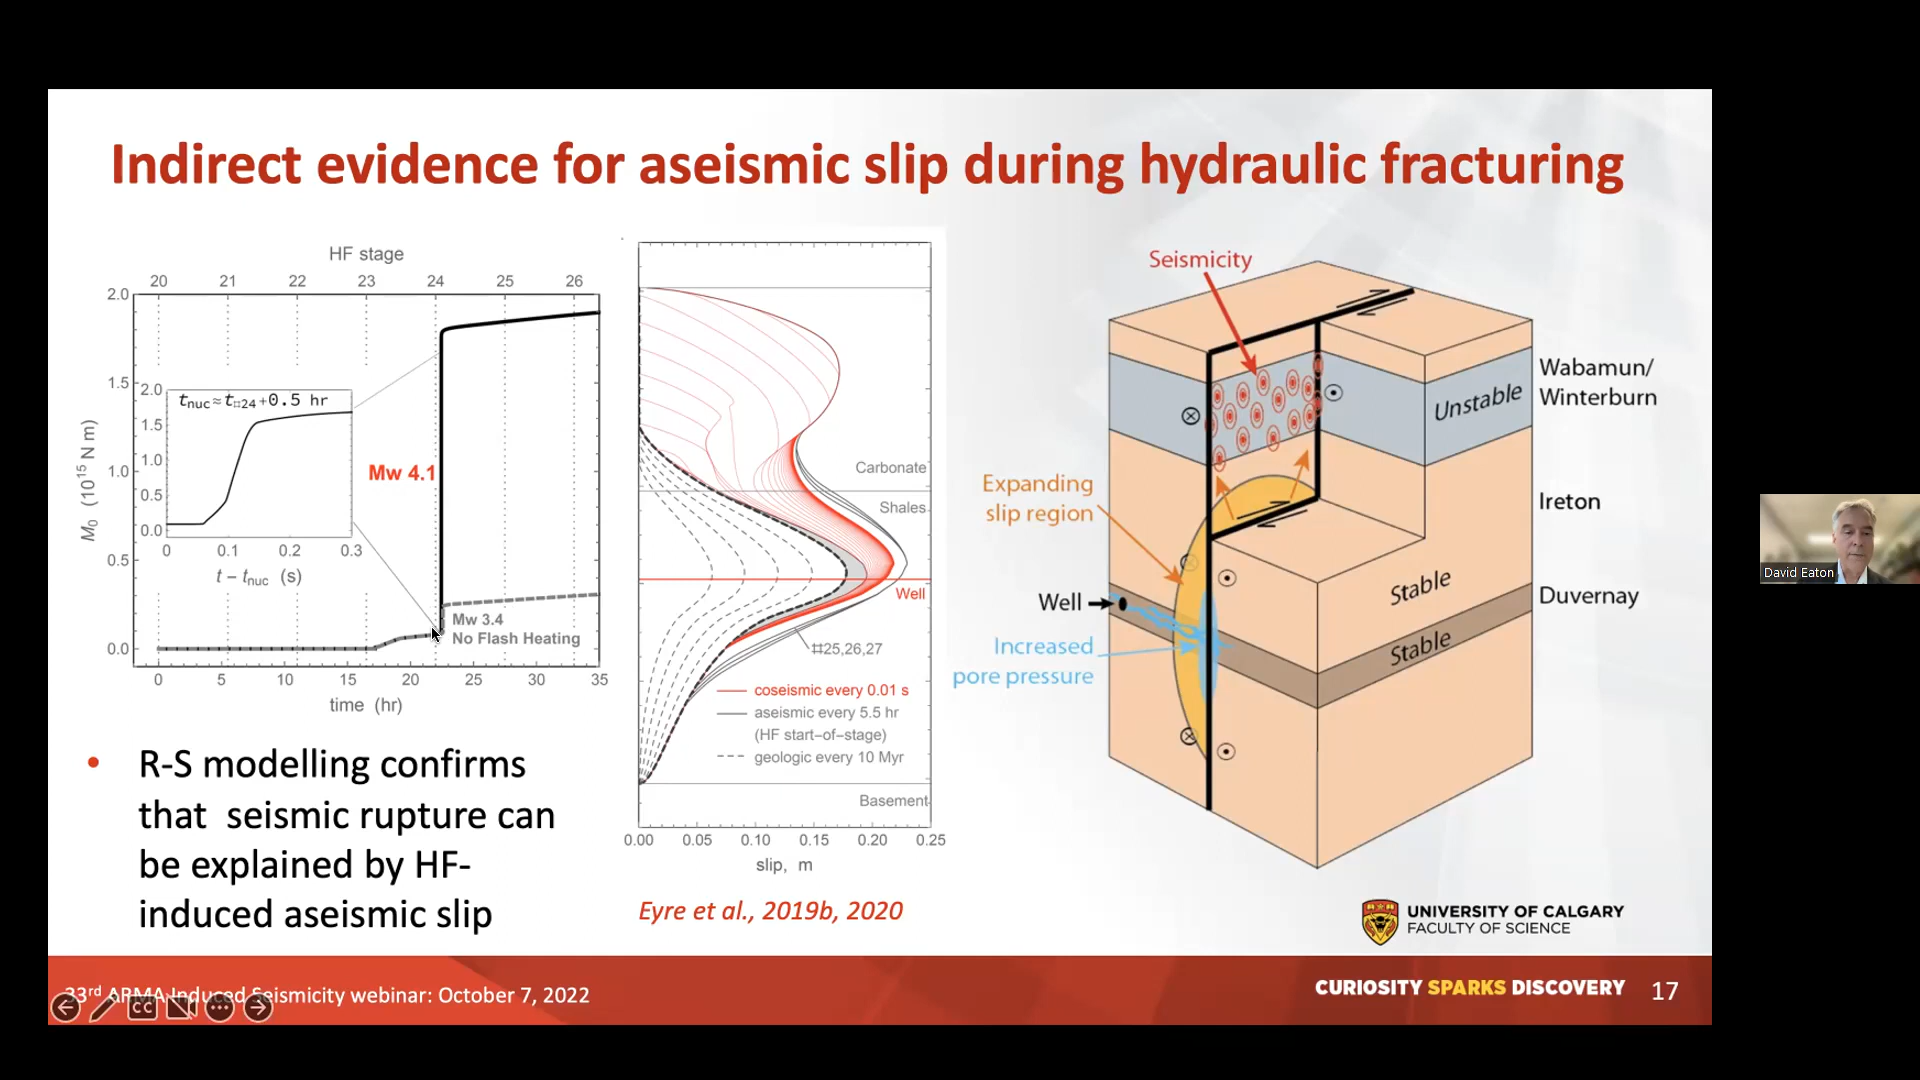 Indirect evidence for aseismic slip during hydraulic fracturing
HF stage
20 21 22 23 24 25 26
2.0
1.5
1.0
0.5
0.0
M₀ (10¹⁵ N m)
2.0
1.5
1.0
0.5
0.0
tnuc≈t⌗24+0.5 hr
0 0.1 0.2 0.3
t − tnuc (s)
Mw 4.1
Mw 3.4
No Flash Heating
0 5 10 15 20 25 30 35
time (hr)
Carbonate
Shales
Well
⌗25,26,27
coseismic every 0.01 s
aseismic every 5.5 hr
(HF start–of–stage)
geologic every 10 Myr
Basement
0.00 0.05 0.10 0.15 0.20 0.25
slip, m
Eyre et al., 2019b, 2020
Seismicity
Wabamun/
Winterburn
Unstable
Expanding
slip region
Ireton
Stable
Well
Duvernay
Stable
Increased
pore pressure
• R-S modelling confirms
that seismic rupture can
be explained by HF-
induced aseismic slip
UNIVERSITY OF CALGARY
FACULTY OF SCIENCE
33rd ARMA Induced Seismicity webinar: October 7, 2022
CC
CURIOSITY SPARKS DISCOVERY
17
David Eaton